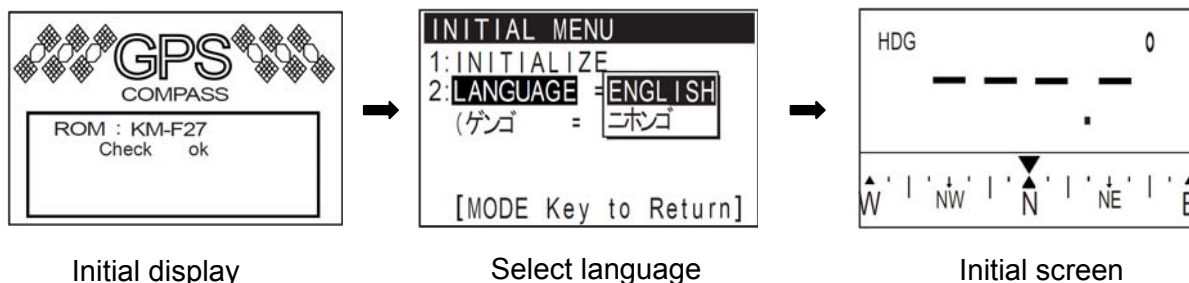 GPS
COMPASS
ROM : KM-F27
Check ok
Initial display
INITIAL MENU
1:INITIALIZE
2:LANGUAGE =ENGLISH
(ゲンゴ = ニホンゴ
[MODE Key to Return]
Select language
HDG 0
---.-
W NW N NE E
Initial screen